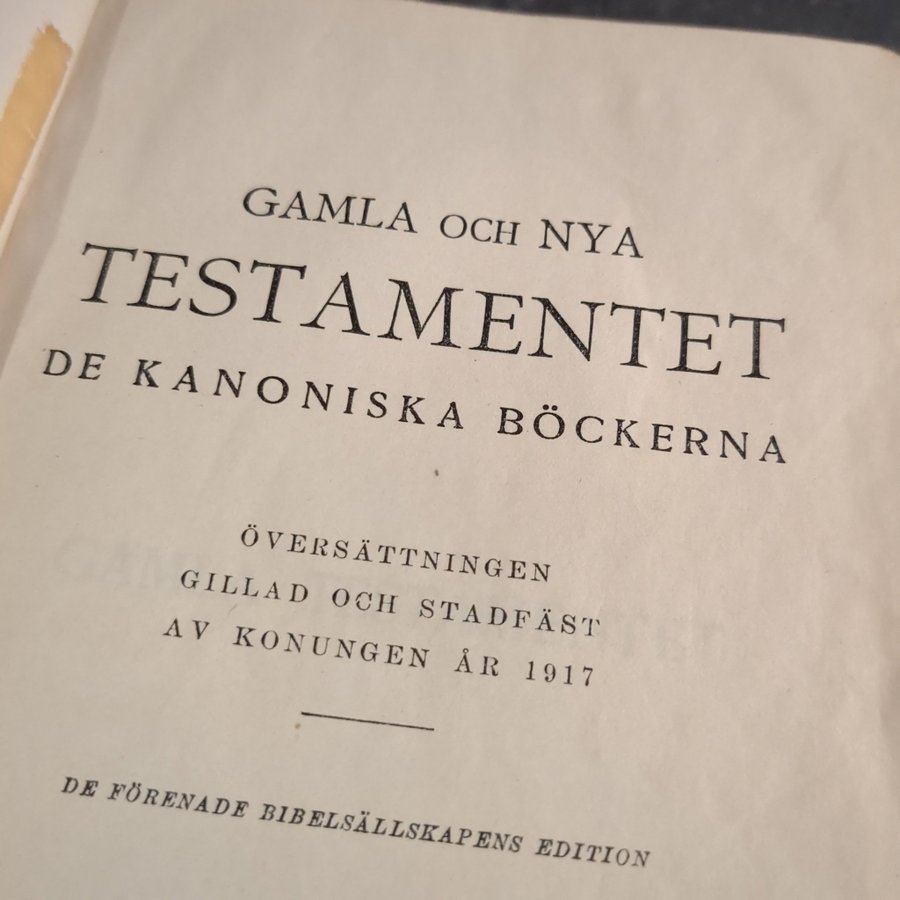 GAMLA OCH NYA
TESTAMENTET
DE KANONISKA BÖCKERNA
ÖVERSÄTTNINGEN
GILLAD OCH STADFÄST
AV KONUNGEN ÅR 1917
DE FÖRENADE BIBELSÄLLSKAPENS EDITION